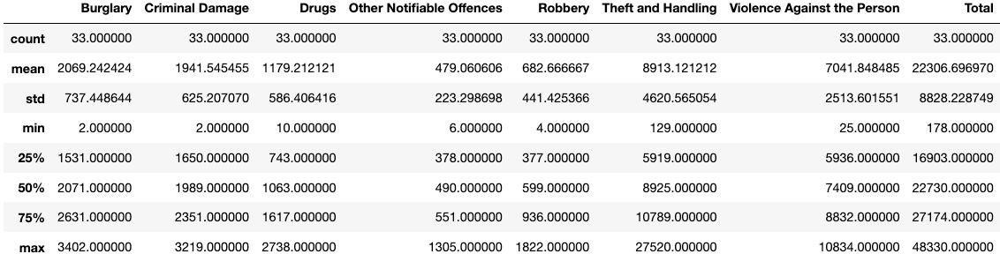 Burglary Criminal Damage Drugs Other Notifiable Offences Robbery Theft and Handling Violence Against the Person Total
count 33.000000 33.000000 33.000000 33.000000 33.000000 33.000000 33.000000 33.000000
mean 2069.242424 1941.545455 1179.212121 479.060606 682.666667 8913.121212 7041.848485 22306.696970
std 737.448644 625.207070 586.406416 223.298698 441.425366 4620.565054 2513.601551 8828.228749
min 2.000000 2.000000 10.000000 6.000000 4.000000 129.000000 25.000000 178.000000
25% 1531.000000 1650.000000 743.000000 378.000000 377.000000 5919.000000 5936.000000 16903.000000
50% 2071.000000 1989.000000 1063.000000 490.000000 599.000000 8925.000000 7409.000000 22730.000000
75% 2631.000000 2351.000000 1617.000000 551.000000 936.000000 10789.000000 8832.000000 27174.000000
max 3402.000000 3219.000000 2738.000000 1305.000000 1822.000000 27520.000000 10834.000000 48330.000000